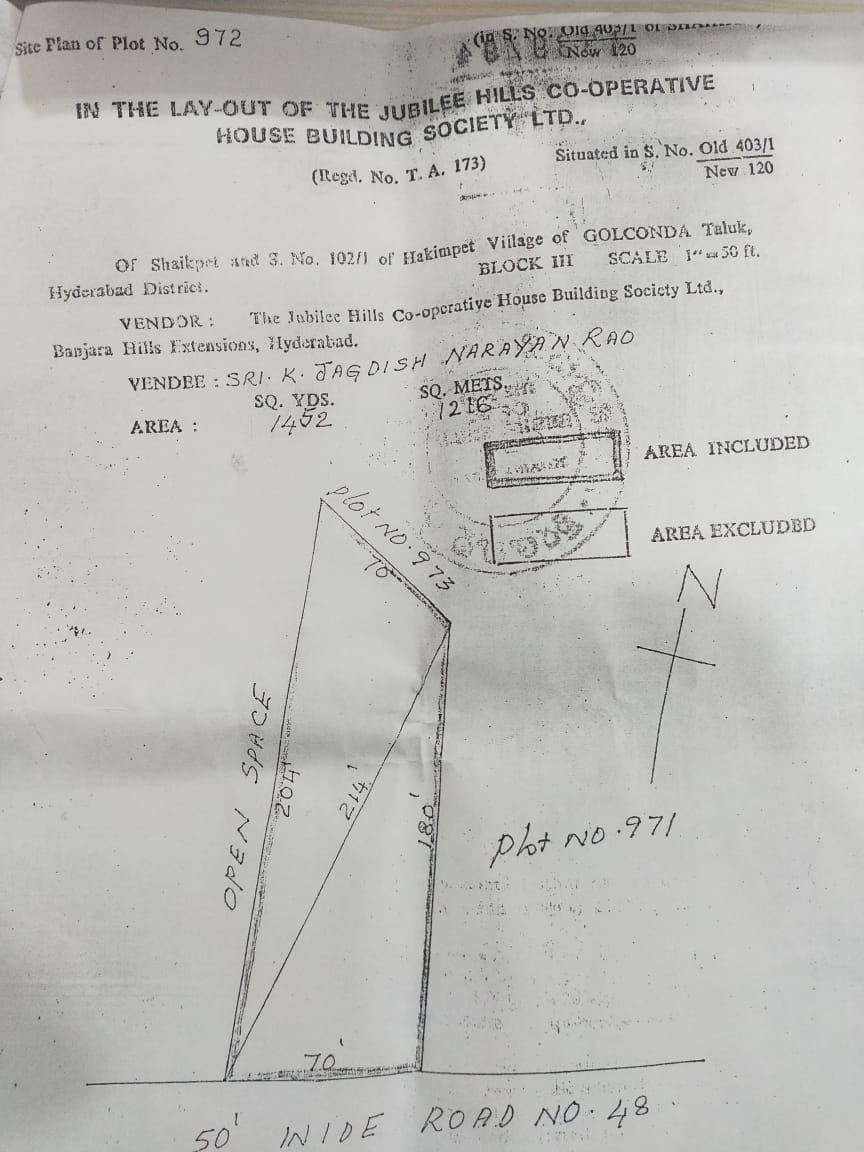 Site Plan of Plot No. 972
(in S. No. Old 403/1 of
New 120
IN THE LAY-OUT OF THE JUBILEE HILLS CO-OPERATIVE
HOUSE BUILDING SOCIETY LTD.,
(Regd. No. T. A. 173)
Situated in S. No. Old 403/1
New 120
Of Shaikpet and S. No. 102/1 of Hakimpet Village of GOLCONDA Taluk,
Hyderabad District.
BLOCK III SCALE 1"=50 ft.
VENDOR : The Jubilee Hills Co-operative House Building Society Ltd.,
Banjara Hills Extensions, Hyderabad.
VENDEE : SRI. K. JAGDISH NARAYAN RAO
SQ. YDS. SQ. METS.
AREA : 1452 1216
AREA INCLUDED
AREA EXCLUDED
plot NO. 973
70'
N
OPEN SPACE
204'
214'
180'
plot NO. 971
70'
50' WIDE ROAD NO. 48